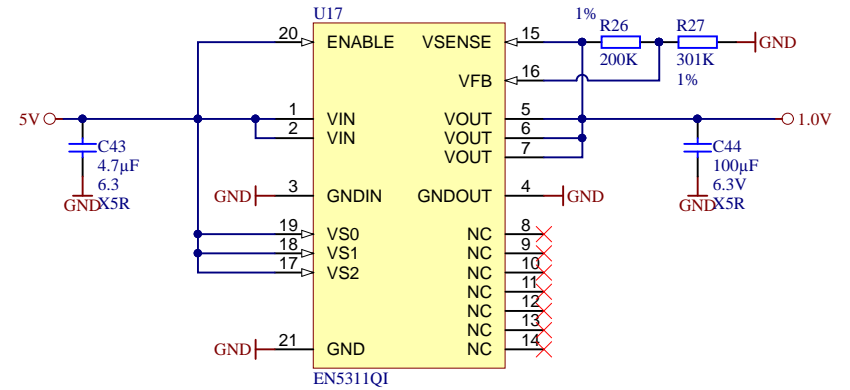 U17
1%
R26
R27
20
ENABLE
VSENSE
15
GND
200K
301K
VFB
16
1%
5V
1
VIN
VOUT
5
1.0V
2
VIN
VOUT
6
C43
VOUT
7
C44
4.7µF
100µF
6.3
6.3V
GND
3
GNDIN
GNDOUT
4
GND
GND
X5R
GND
X5R
19
VS0
NC
8
18
VS1
NC
9
17
VS2
NC
10
NC
11
NC
12
NC
13
GND
21
GND
NC
14
EN5311QI